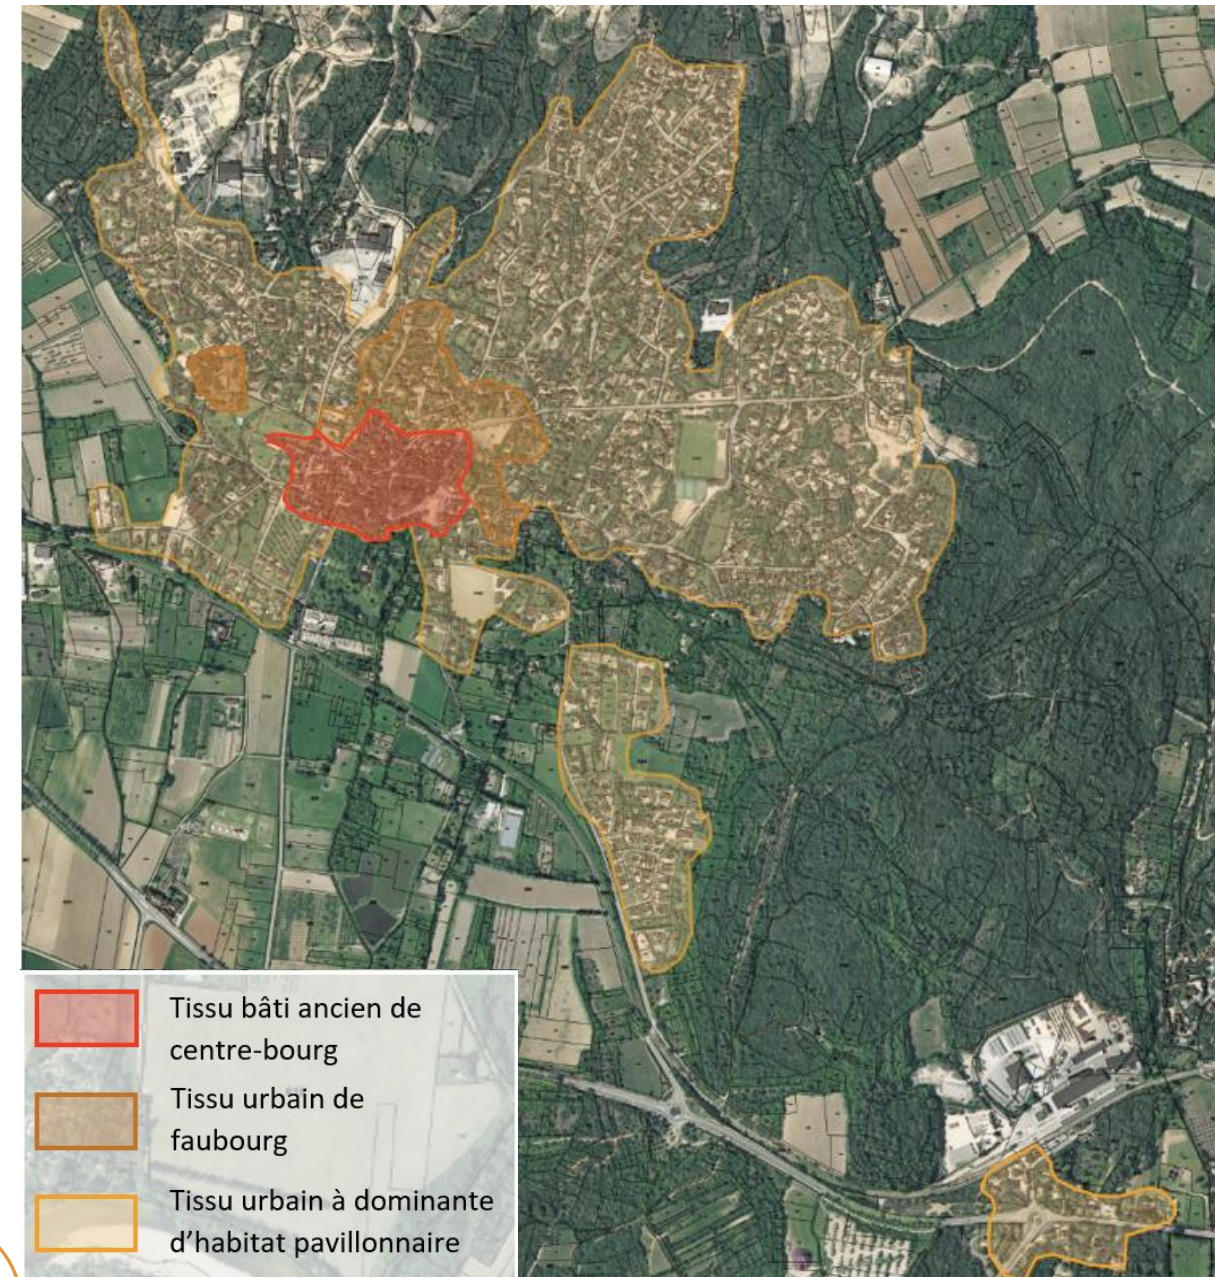 Tissu bâti ancien de
centre-bourg
Tissu urbain de
faubourg
Tissu urbain à dominante
d’habitat pavillonnaire